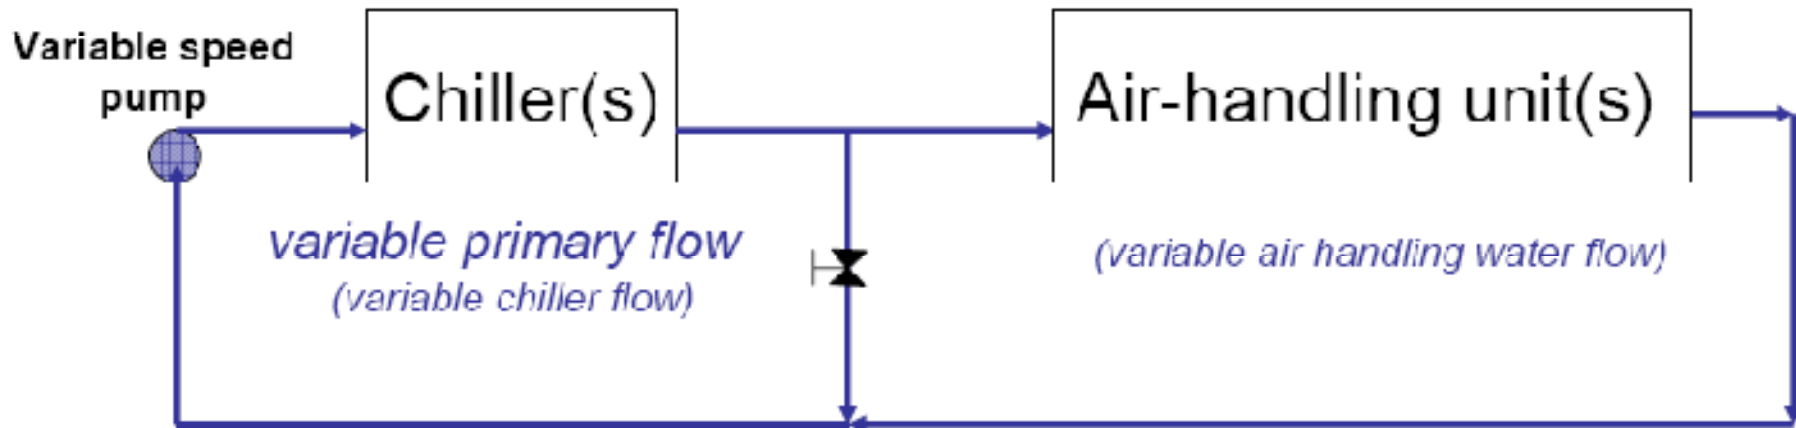 Variable speed
pump
Chiller(s)
Air-handling unit(s)
variable primary flow
(variable chiller flow)
(variable air handling water flow)